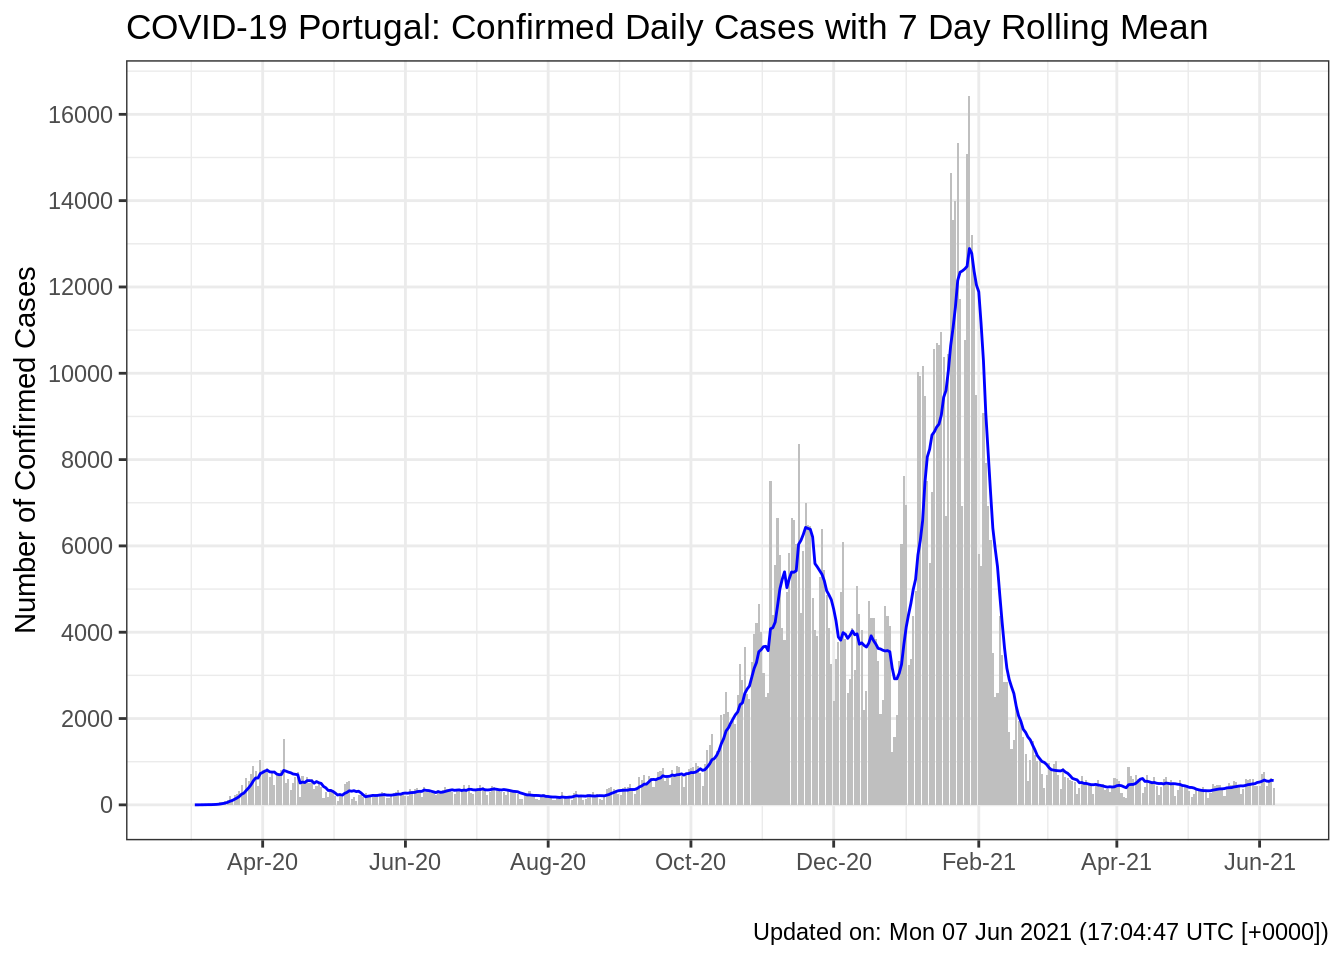 COVID-19 Portugal: Confirmed Daily Cases with 7 Day Rolling Mean
Number of Confirmed Cases
16000
14000
12000
10000
8000
6000
4000
2000
0
Apr-20 Jun-20 Aug-20 Oct-20 Dec-20 Feb-21 Apr-21 Jun-21
Updated on: Mon 07 Jun 2021 (17:04:47 UTC [+0000])